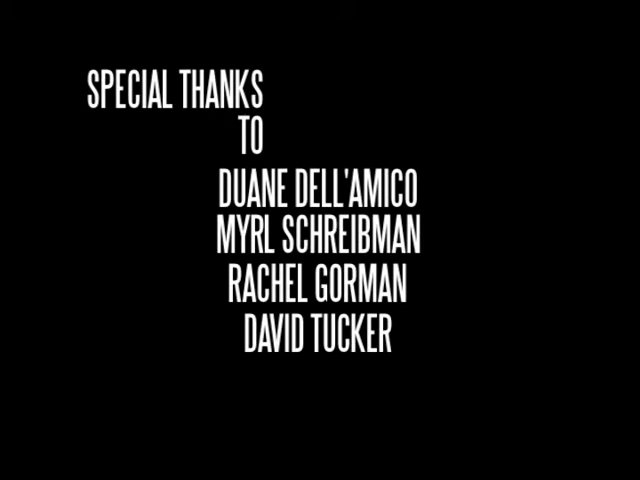 SPECIAL THANKS
TO
DUANE DELL'AMICO
MYRL SCHREIBMAN
RACHEL GORMAN
DAVID TUCKER